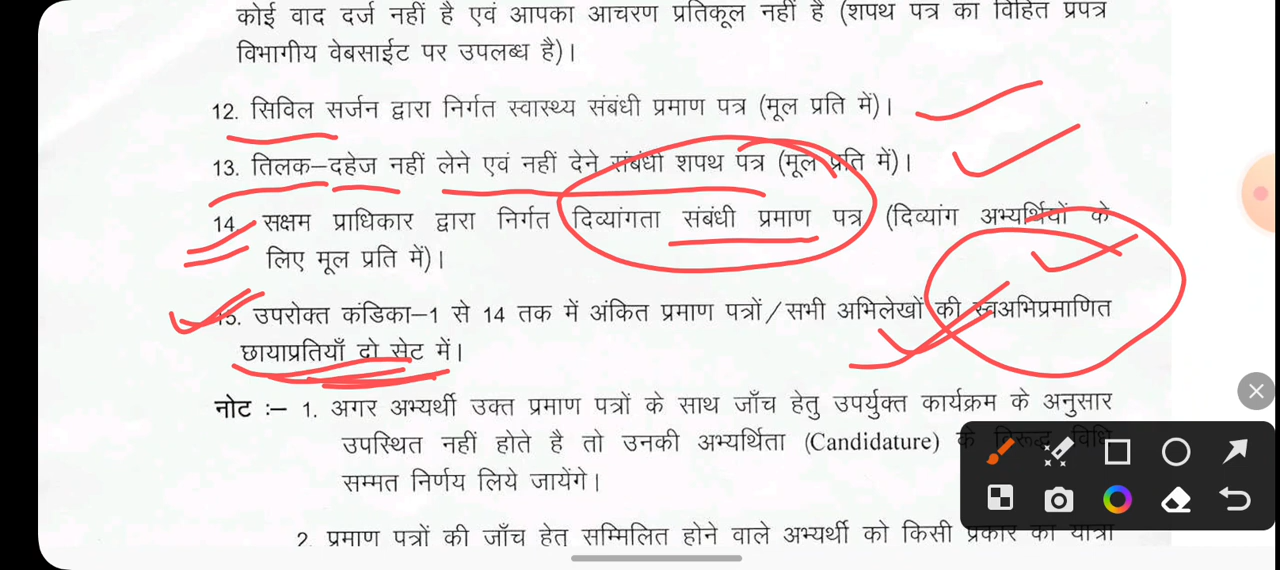 कोई वाद दर्ज नहीं है एवं आपका आचरण प्रतिकूल नहीं है (शपथ पत्र का विहित प्रपत्र
विभागीय वेबसाईट पर उपलब्ध है)।
12. सिविल सर्जन द्वारा निर्गत स्वास्थ्य संबंधी प्रमाण पत्र (मूल प्रति में)।
13. तिलक–दहेज नहीं लेने एवं नहीं देने संबंधी शपथ पत्र (मूल प्रति में)।
14. सक्षम प्राधिकार द्वारा निर्गत दिव्यांगता संबंधी प्रमाण पत्र (दिव्यांग अभ्यर्थियों के
लिए मूल प्रति में)।
15. उपरोक्त कंडिका–1 से 14 तक में अंकित प्रमाण पत्रों/सभी अभिलेखों की स्वअभिप्रमाणित
छायाप्रतियाँ दो सेट में।
नोट :– 1. अगर अभ्यर्थी उक्त प्रमाण पत्रों के साथ जाँच हेतु उपर्युक्त कार्यक्रम के अनुसार
उपस्थित नहीं होते है तो उनकी अभ्यर्थिता (Candidature) के विरूद्ध विधि
सम्मत निर्णय लिये जायेंगे।
2. प्रमाण पत्रों की जाँच हेतु सम्मिलित होने वाले अभ्यर्थी को किसी प्रकार का यात्रा